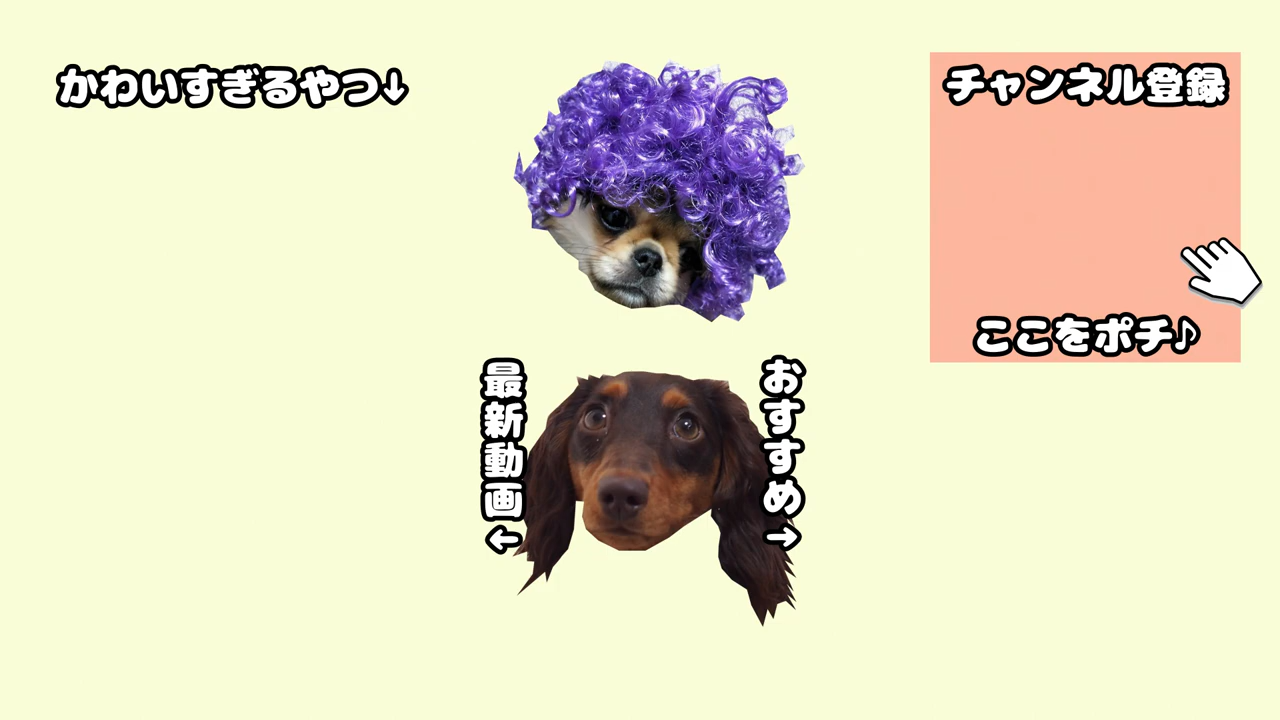 かわいすぎるやつ↓
チャンネル登録
ここをポチ♪
最新動画←
おすすめ→